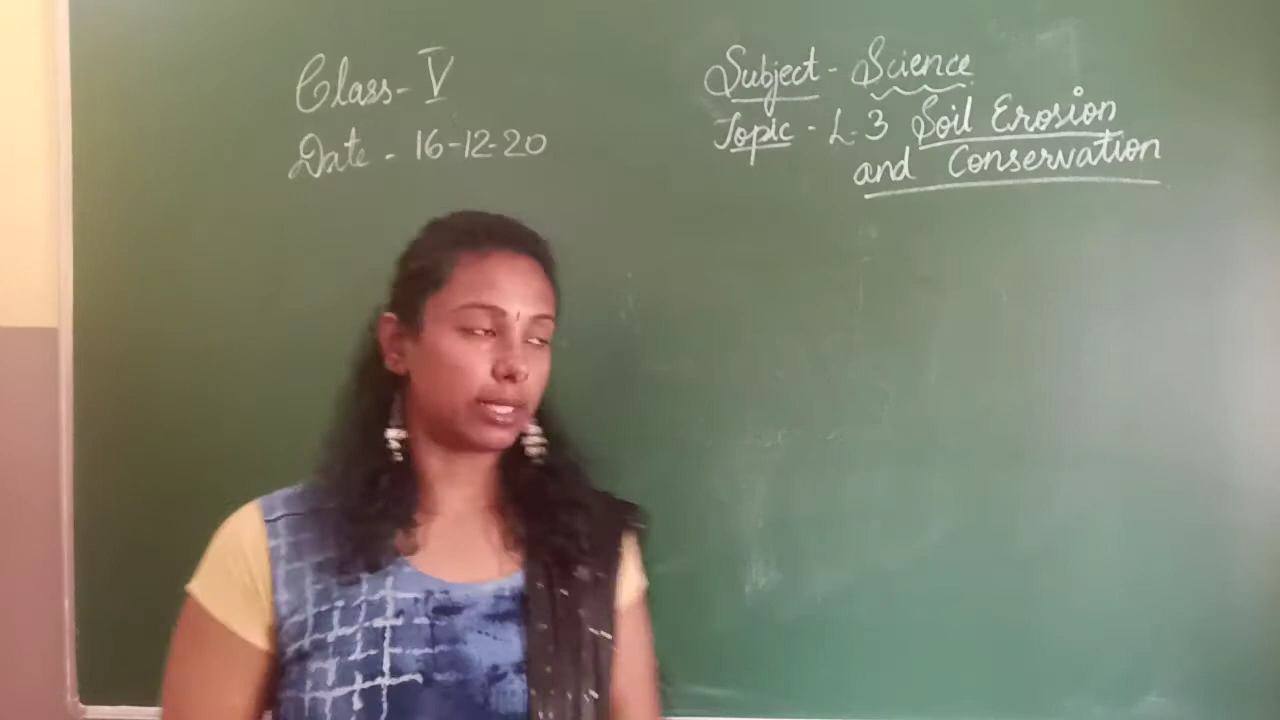 Class - V
Date - 16-12-20
Subject - Science
Topic - L-3 Soil Erosion
and Conservation